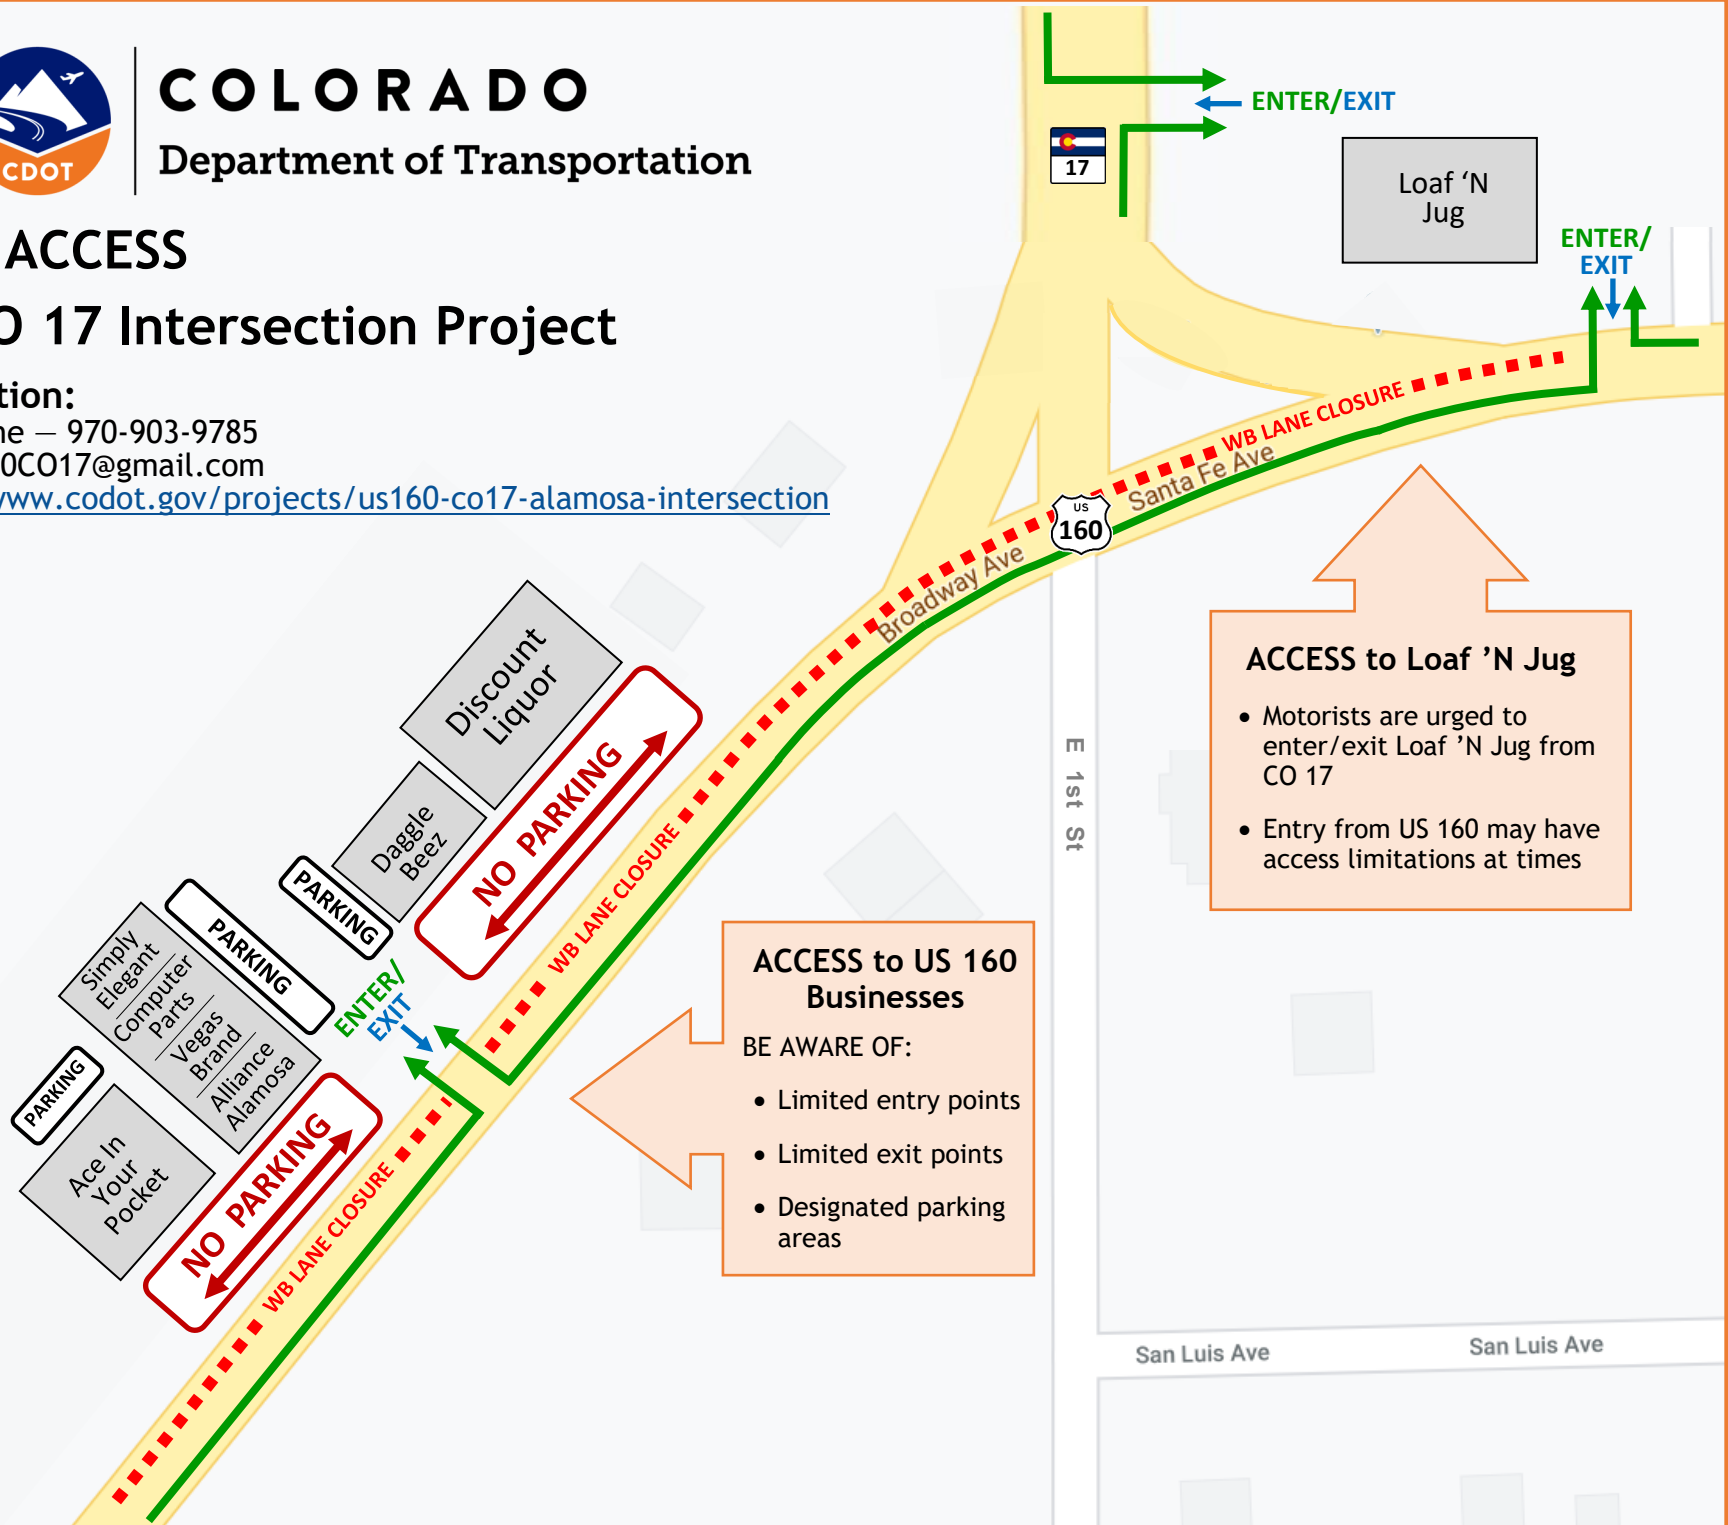 COLORADO
Department of Transportation
CDOT
ACCESS
O 17 Intersection Project
tion:
ne — 970-903-9785
0CO17@gmail.com
www.codot.gov/projects/us160-co17-alamosa-intersection
17
ENTER/EXIT
Loaf ‘N
Jug
ENTER/
EXIT
WB LANE CLOSURE
Santa Fe Ave
US
160
Broadway Ave
E 1st St
ACCESS to Loaf ’N Jug
• Motorists are urged to
enter/exit Loaf ’N Jug from
CO 17
• Entry from US 160 may have
access limitations at times
Discount
Liquor
NO PARKING
Daggle
Beez
PARKING
WB LANE CLOSURE
PARKING
Simply
Elegant
Computer
Parts
Vegas
Brand
Alliance
Alamosa
ENTER/
EXIT
PARKING
Ace In
Your
Pocket
NO PARKING
WB LANE CLOSURE
ACCESS to US 160
Businesses
BE AWARE OF:
• Limited entry points
• Limited exit points
• Designated parking
areas
San Luis Ave
San Luis Ave